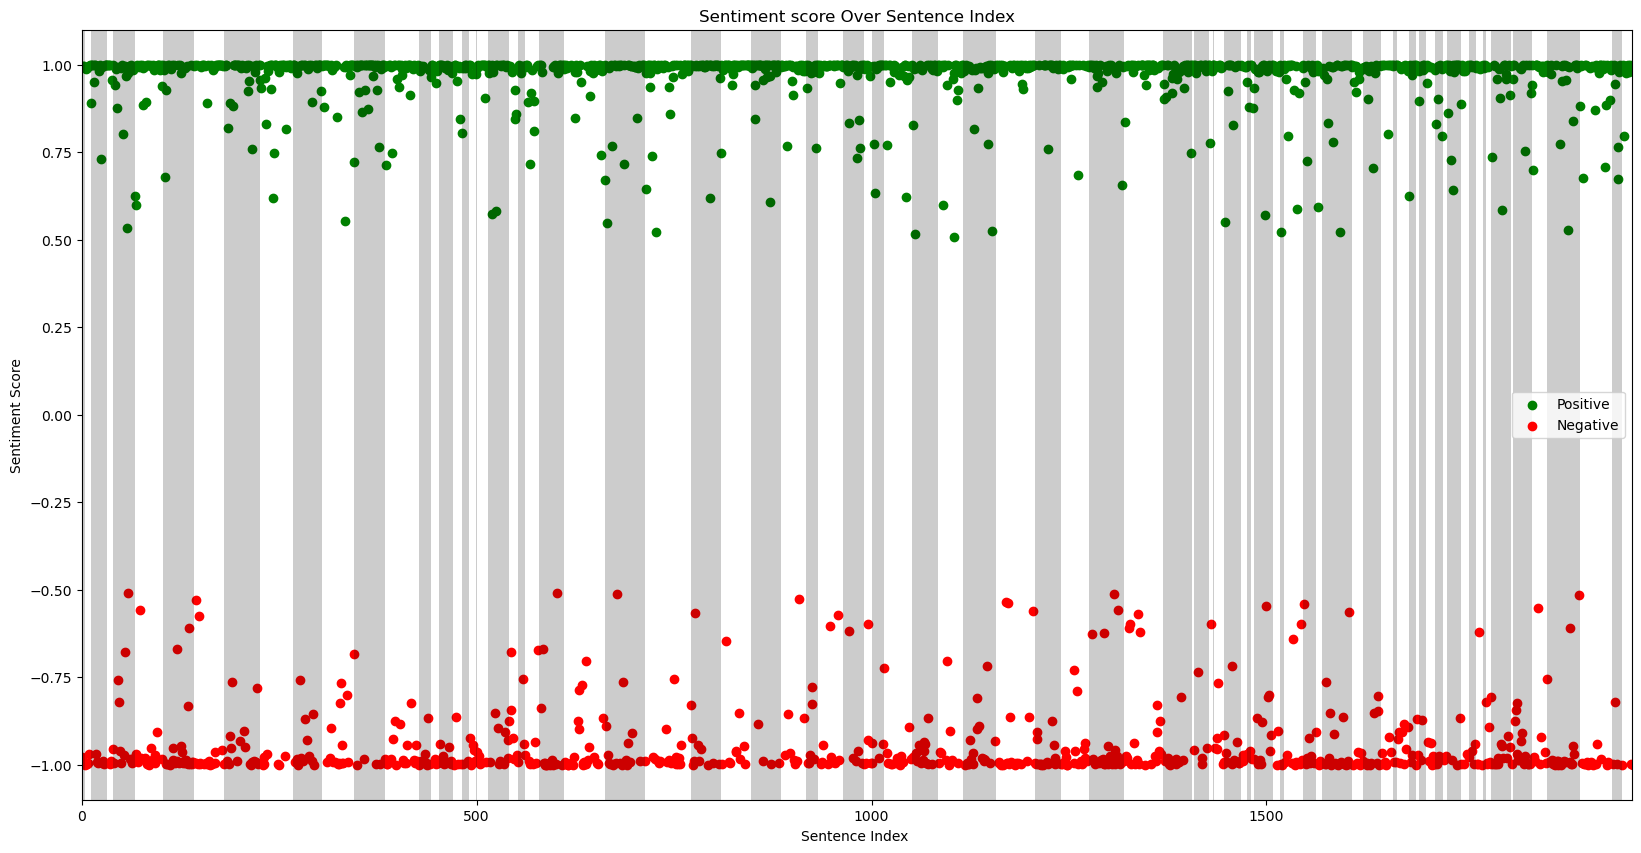 Sentiment score Over Sentence Index
1.00
0.75
0.50
0.25
0.00
−0.25
−0.50
−0.75
−1.00
Sentiment Score
Positive
Negative
0 500 1000 1500
Sentence Index